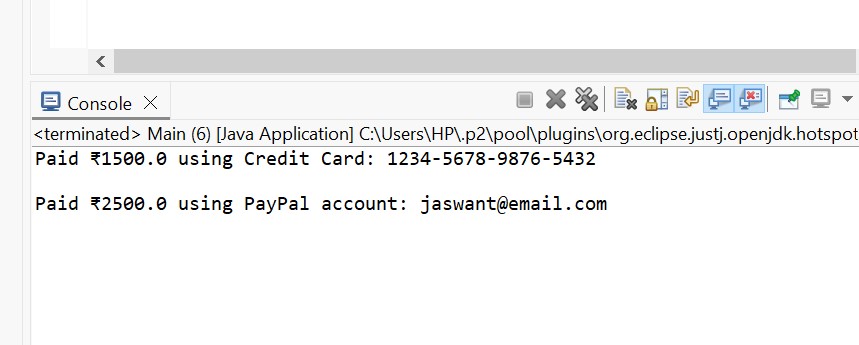 Console
<terminated> Main (6) [Java Application] C:\Users\HP\.p2\pool\plugins\org.eclipse.justj.openjdk.hotspot
Paid ₹1500.0 using Credit Card: 1234-5678-9876-5432
Paid ₹2500.0 using PayPal account: jaswant@email.com